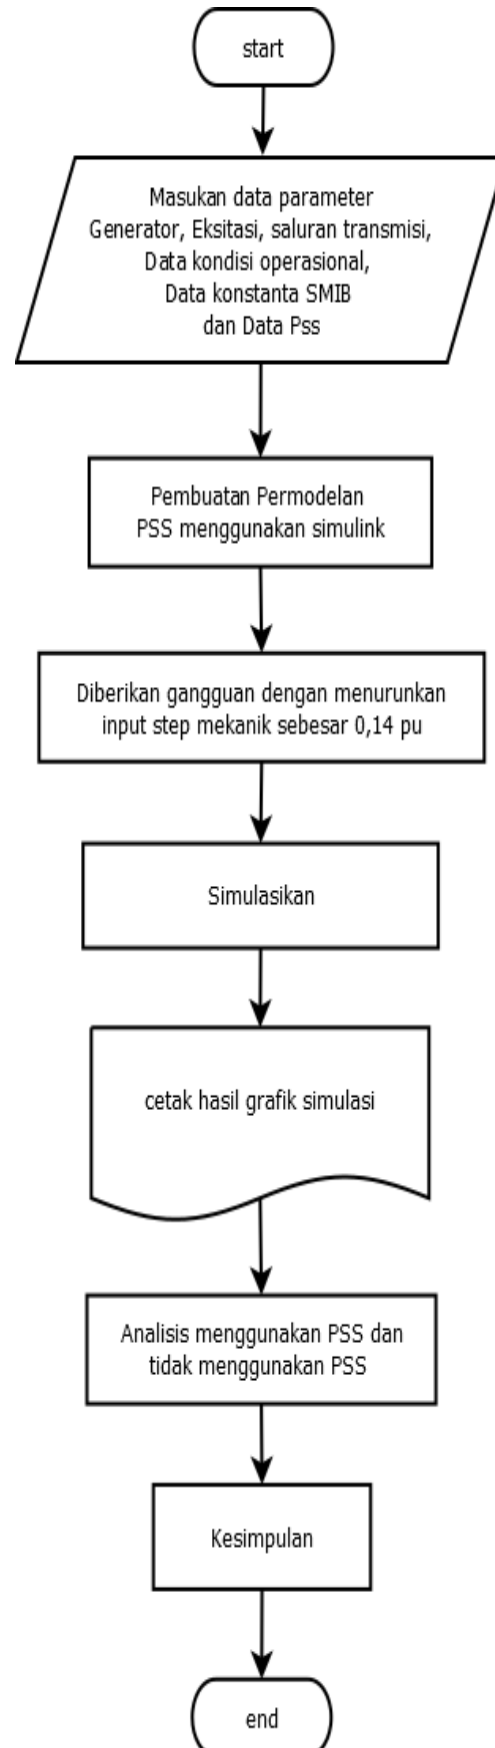 start
Masukan data parameter
Generator, Eksitasi, saluran transmisi,
Data kondisi operasional,
Data konstanta SMIB
dan Data Pss
Pembuatan Permodelan
PSS menggunakan simulink
Diberikan gangguan dengan menurunkan
input step mekanik sebesar 0,14 pu
Simulasikan
cetak hasil grafik simulasi
Analisis menggunakan PSS dan
tidak menggunakan PSS
Kesimpulan
end